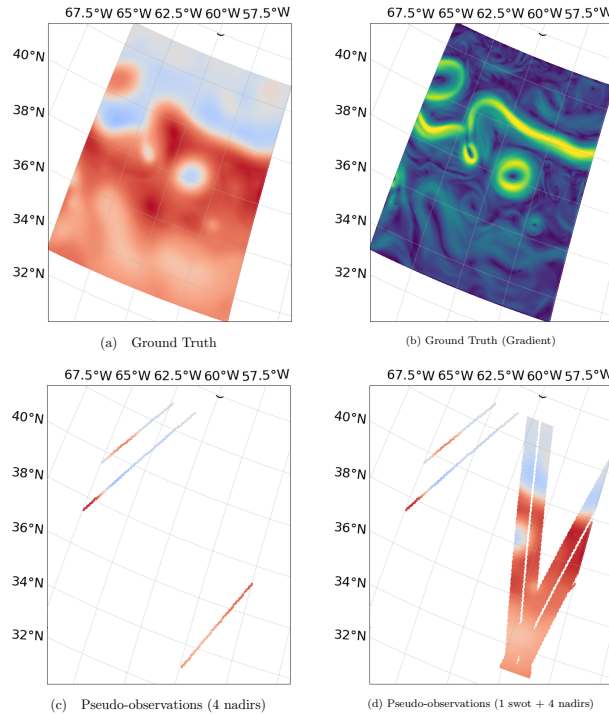 67.5°W 65°W 62.5°W 60°W 57.5°W
67.5°W 65°W 62.5°W 60°W 57.5°W
40°N
40°N
38°N
38°N
36°N
36°N
34°N
34°N
32°N
32°N
(a) Ground Truth
(b) Ground Truth (Gradient)
67.5°W 65°W 62.5°W 60°W 57.5°W
67.5°W 65°W 62.5°W 60°W 57.5°W
40°N
40°N
38°N
38°N
36°N
36°N
34°N
34°N
32°N
32°N
(c) Pseudo-observations (4 nadirs)
(d) Pseudo-observations (1 swot + 4 nadirs)